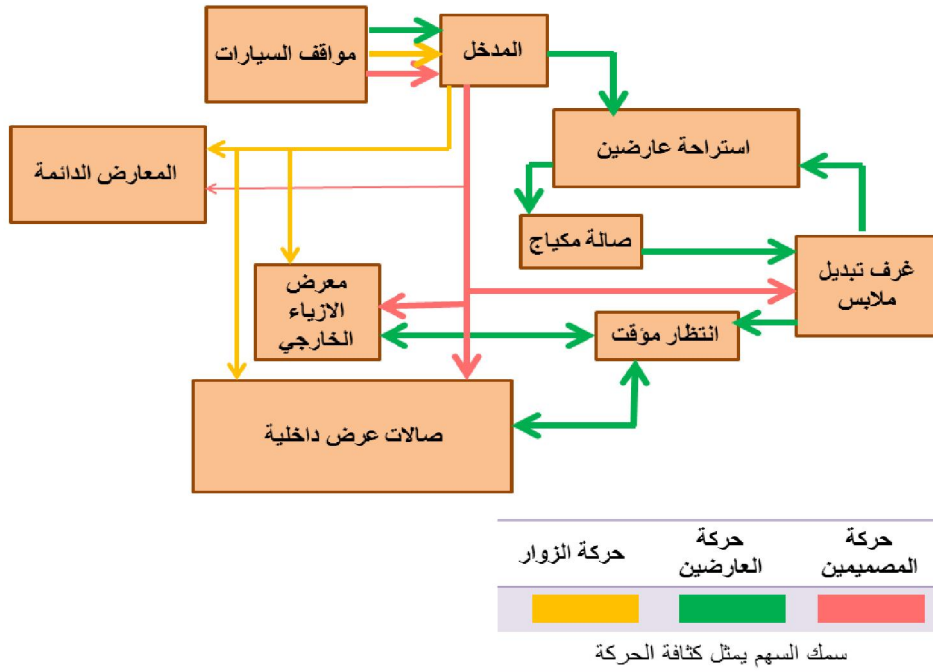 المدخل
مواقف السيارات
استراحة عارضين
المعارض الدائمة
صالة مكياج
غرف تبديل
ملابس
معرض
الازياء
الخارجي
انتظار مؤقت
صالات عرض داخلية
حركة
المصميمين
حركة
العارضين
حركة الزوار
سمك السهم يمثل كثافة الحركة